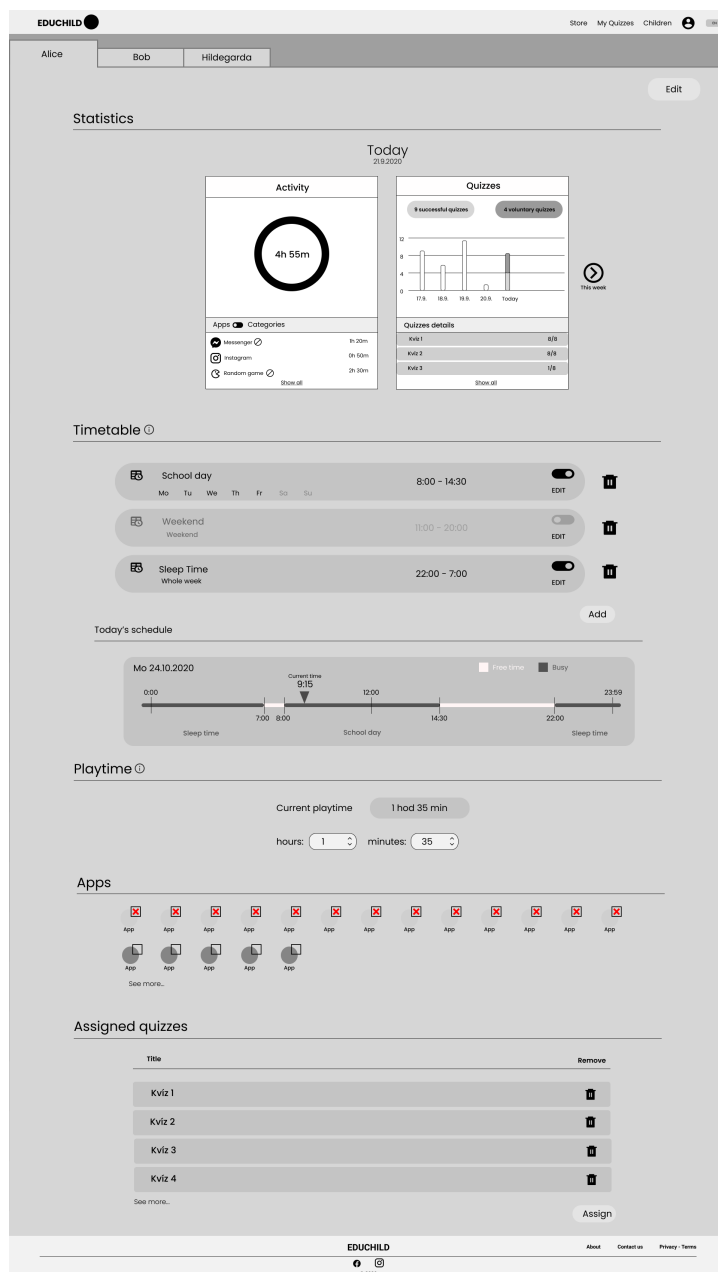 EDUCHILD Store My Quizzes Children
Alice Bob Hildegarda
Edit
Statistics
Today
21.9.2020
Activity
4h 55m
Apps Categories
Messenger 1h 20m
Instagram 0h 50m
Random game 2h 30m
Show all
Quizzes
9 successful quizzes 4 voluntary quizzes
12
8
4
0
17.9. 18.9. 19.9. 20.9. Today
Quizzes details
Kvíz 1 8/8
Kvíz 2 8/8
Kvíz 3 1/8
Show all
This week
Timetable
School day 8:00 - 14:30
Mo Tu We Th Fr Sa Su
EDIT
Weekend 11:00 - 20:00
Weekend
EDIT
Sleep Time 22:00 - 7:00
Whole week
EDIT
Add
Today's schedule
Mo 24.10.2020 Free time Busy
Current time
9:15
0:00 12:00 23:59
7:00 8:00 14:30 22:00
Sleep time School day Sleep time
Playtime
Current playtime 1 hod 35 min
hours: 1 minutes: 35
Apps
App App App App App App App App App App App App App
App App App App App
See more...
Assigned quizzes
Title Remove
Kvíz 1
Kvíz 2
Kvíz 3
Kvíz 4
See more...
Assign
EDUCHILD About Contact us Privacy - Terms